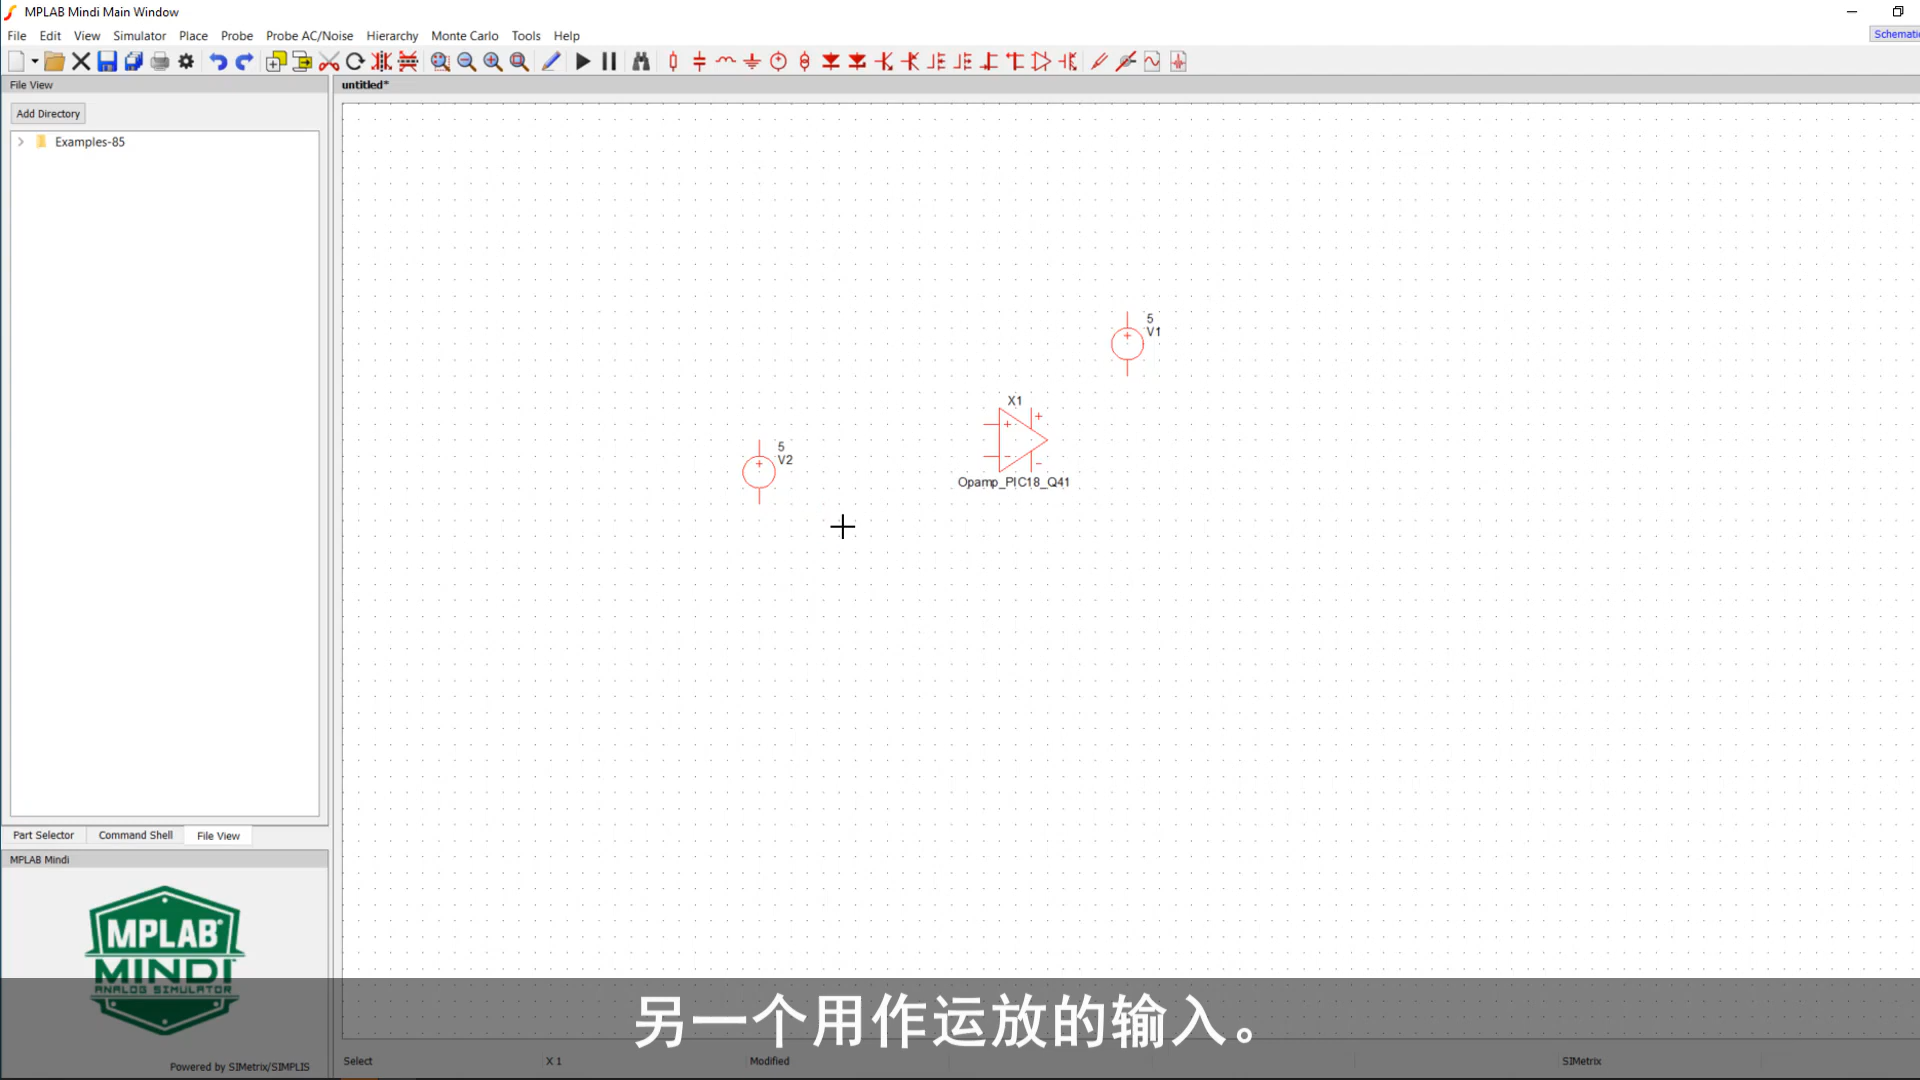 MPLAB Mindi Main Window
File Edit View Simulator Place Probe Probe AC/Noise Hierarchy Monte Carlo Tools Help
Schemati
File View
untitled*
Add Directory
Examples-85
5
V1
X1
5
V2
Opamp_PIC18_Q41
Part Selector Command Shell File View
MPLAB Mindi
MPLAB
MINDI
ANALOG SIMULATOR
另一个用作运放的输入。
Powered by SIMetrix/SIMPLIS
Select X 1 Modified SIMetrix